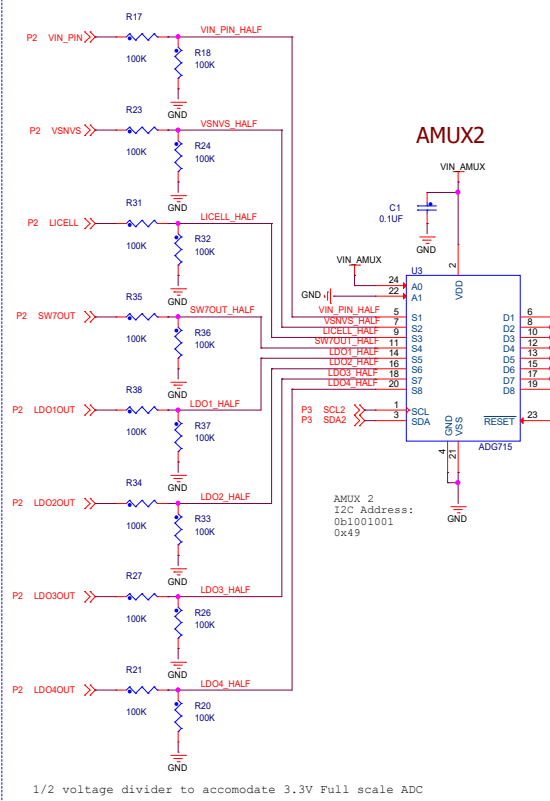 R17
P2 VIN_PIN
VIN_PIN_HALF
100K
R18
100K
GND
R23
P2 VSNVS
VSNVS_HALF
100K
R24
100K
GND
R31
P2 LICELL
LICELL_HALF
100K
R32
100K
GND
R35
P2 SW7OUT
SW7OUT_HALF
100K
R36
100K
GND
R38
P2 LDO1OUT
LDO1_HALF
100K
R37
100K
GND
R34
P2 LDO2OUT
LDO2_HALF
100K
R33
100K
GND
R27
P2 LDO3OUT
LDO3_HALF
100K
R26
100K
GND
R21
P2 LDO4OUT
LDO4_HALF
100K
R20
100K
GND
AMUX2
VIN_AMUX
C1
0.1UF
GND
VIN_AMUX
U3
2
VDD
24 A0
GND 22 A1
VIN_PIN_HALF 5 S1 D1 6
VSNVS_HALF 7 S2 D2 8
LICELL_HALF 9 S3 D3 10
SW7OUT_HALF 11 S4 D4 12
LDO1_HALF 14 S5 D5 13
LDO2_HALF 16 S6 D6 15
LDO3_HALF 18 S7 D7 17
LDO4_HALF 20 S8 D8 19
P3 SCL2 1 SCL
P3 SDA2 3 SDA RESET 23
GND VSS
4 21 ADG715
GND
AMUX 2
I2C Address:
0b1001001
0x49
1/2 voltage divider to accomodate 3.3V Full scale ADC